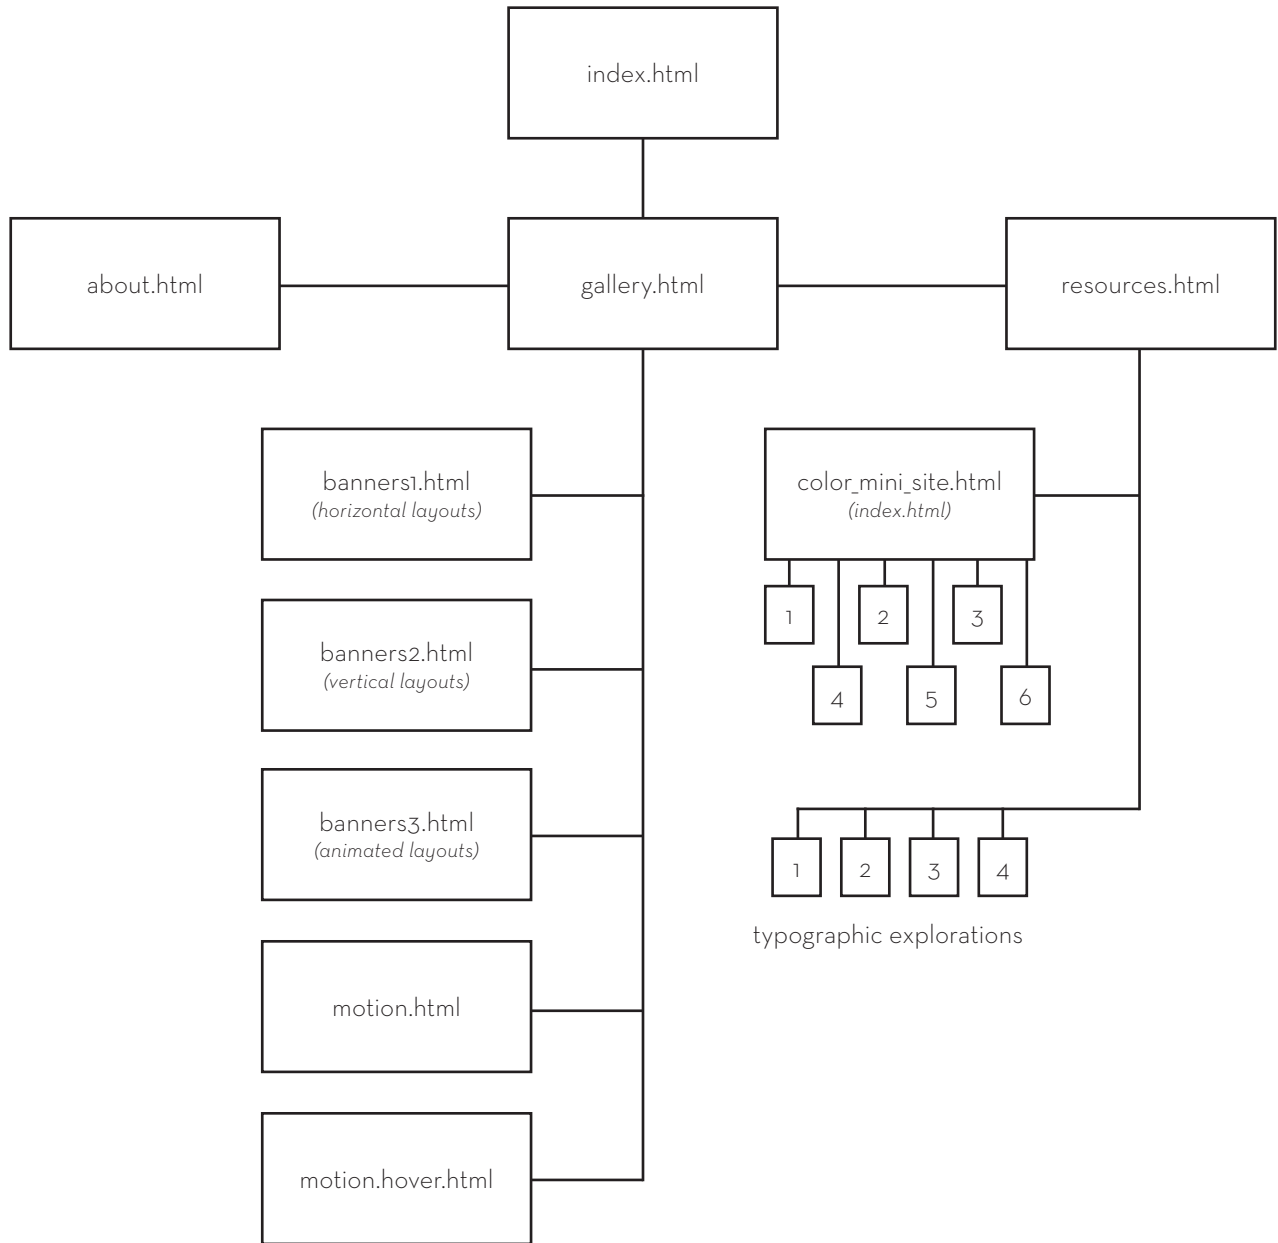 index.html
about.html
gallery.html
resources.html
banners1.html
(horizontal layouts)
banners2.html
(vertical layouts)
banners3.html
(animated layouts)
motion.html
motion.hover.html
color_mini_site.html
(index.html)
1
2
3
4
5
6
1
2
3
4
typographic explorations